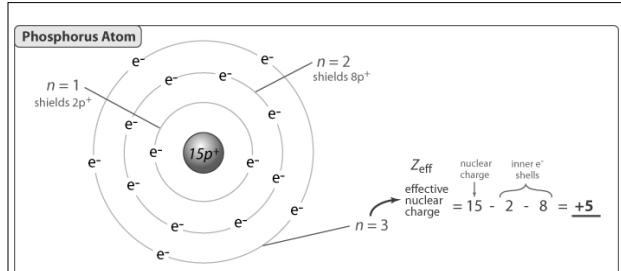 Phosphorus Atom
n = 1
shields 2p⁺
n = 2
shields 8p⁺
e⁻ e⁻
e⁻ e⁻
e⁻ e⁻
e⁻ e⁻ e⁻ e⁻
e⁻ e⁻
e⁻ e⁻
e⁻
15p⁺
n = 3
Zeff
effective
nuclear
charge
nuclear
charge
inner e⁻
shells
= 15 - 2 - 8 = +5